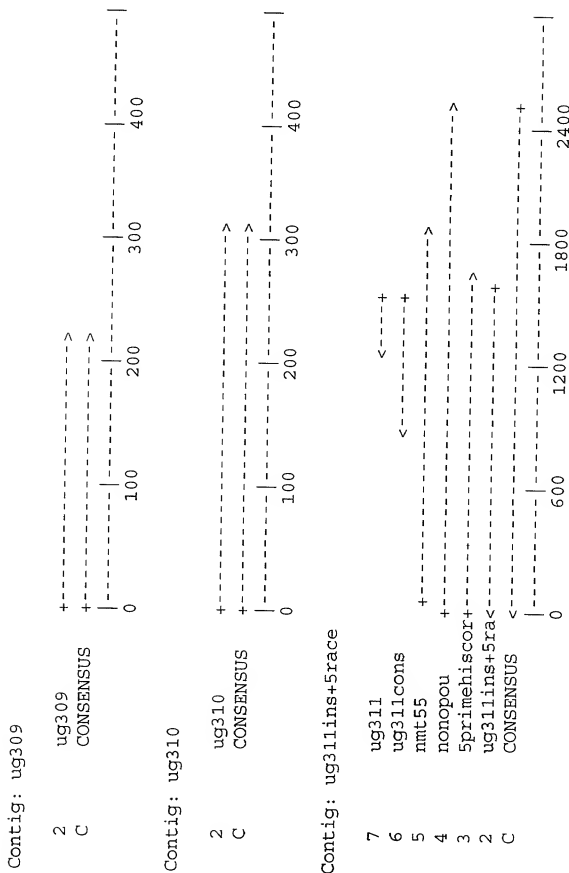 Contig: ug309
2 ug309 +---------------------->
C CONSENSUS +---------------------->
|------------|------------|------------|------------|------------|
0 100 200 300 400
Contig: ug310
2 ug310 +------------------------------->
C CONSENSUS +------------------------------->
|------------|------------|------------|------------|------------|
0 100 200 300 400
Contig: ug311ins+5race
7 ug311 <-----+
6 ug311cons <-------------+
5 nmt55 +--------------------------------------->
4 nonopou +---------------------------------------------------->
3 5primehiscor+---------------------------------->
2 ug311ins+5ra<---------------------------------+
C CONSENSUS <----------------------------------------------------+
|------------|------------|------------|------------|------------|
0 600 1200 1800 2400